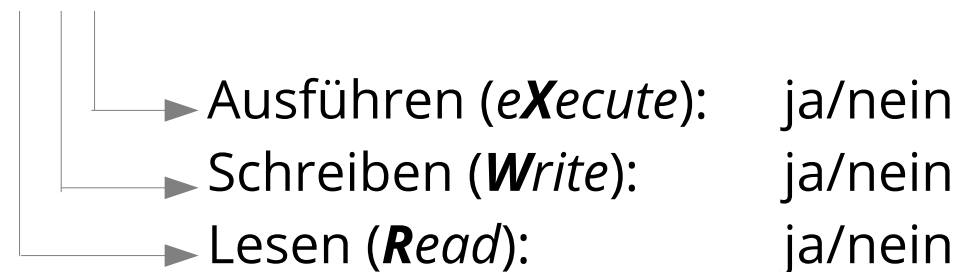 Ausführen (eXecute): ja/nein
Schreiben (Write): ja/nein
Lesen (Read): ja/nein